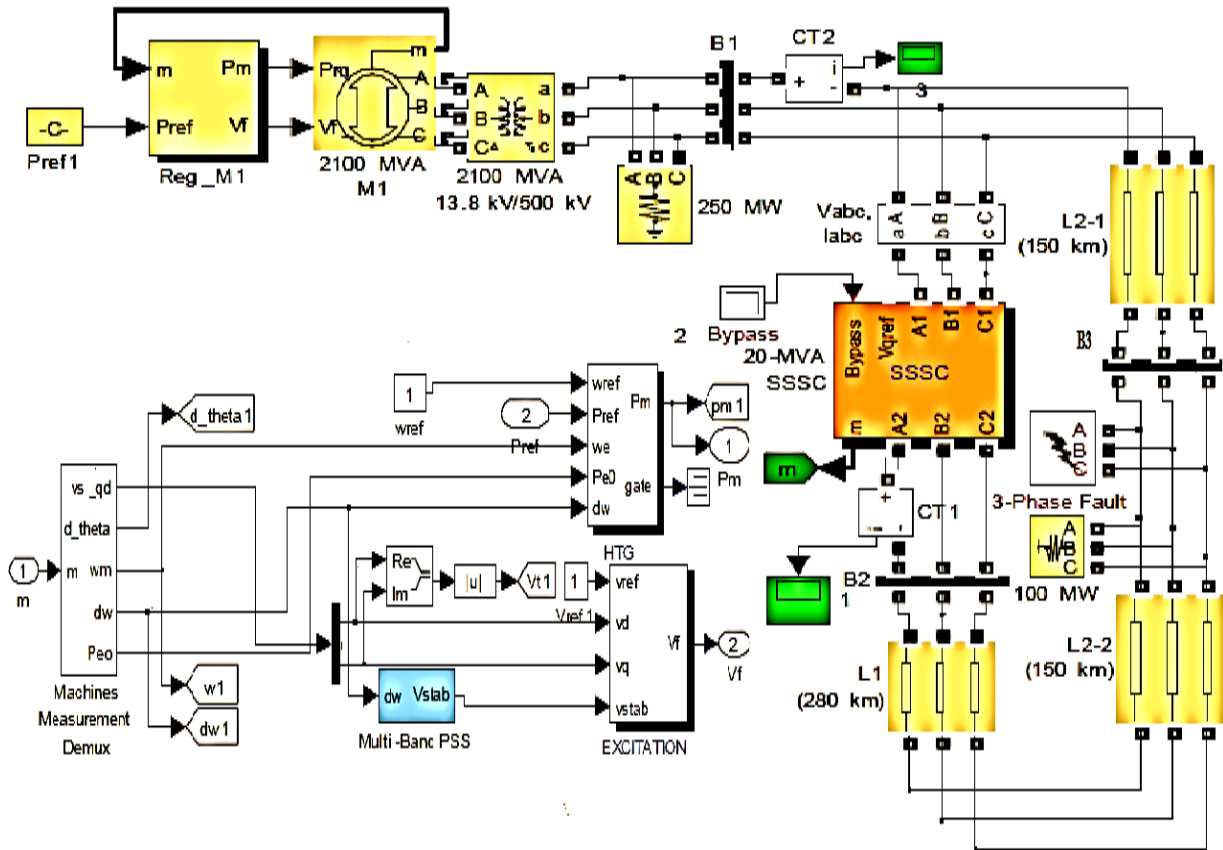 m
Pm
Pref
Vf
-C-
Pref1
Reg_M1
Pm
m
A
B
Vf
C
2100 MVA
M1
A
a
B
b
C
c
2100 MVA
13.8 kV/500 kV
A
B
C
250 MW
B1
CT2
+
i
-
3
Vabc,
Iabc
a A
b B
c C
L2-1
(150 km)
B3
2
Bypass
20-MVA
SSSC
Bypass
Vqref
A1
B1
C1
SSSC
m
A2
B2
C2
m
+
-
CT1
B2
1
A
B
C
3-Phase Fault
A
B
C
100 MW
L1
(280 km)
L2-2
(150 km)
d_theta1
1
wref
2
Pref
wref
Pref
we
Pe0
dw
Pm
gate
HTG
pm1
1
Pm
1
m
m
vs_qd
d_theta
wm
dw
Peo
Machines
Measurement
Demux
w1
dw1
Re
Im
|u|
Vt1
1
Vref1
vref
vd
vq
vstab
Vf
EXCITATION
2
Vf
dw
Vstab
Multi-Band PSS